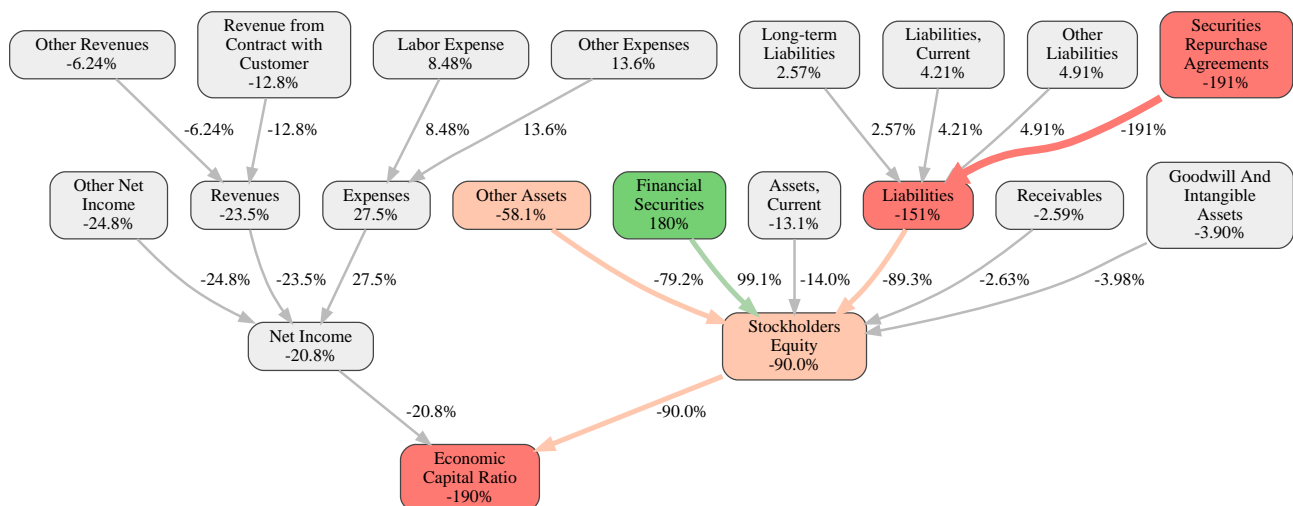 Other Revenues
-6.24%
Revenue from
Contract with
Customer
-12.8%
Labor Expense
8.48%
Other Expenses
13.6%
Long-term
Liabilities
2.57%
Liabilities,
Current
4.21%
Other
Liabilities
4.91%
Securities
Repurchase
Agreements
-191%
-6.24%
-12.8%
8.48%
13.6%
2.57%
4.21%
4.91%
-191%
Other Net
Income
-24.8%
Revenues
-23.5%
Expenses
27.5%
Other Assets
-58.1%
Financial
Securities
180%
Assets,
Current
-13.1%
Liabilities
-151%
Receivables
-2.59%
Goodwill And
Intangible
Assets
-3.90%
-24.8%
-23.5%
27.5%
-79.2%
99.1%
-14.0%
-89.3%
-2.63%
-3.98%
Net Income
-20.8%
Stockholders
Equity
-90.0%
-20.8%
-90.0%
Economic
Capital Ratio
-190%